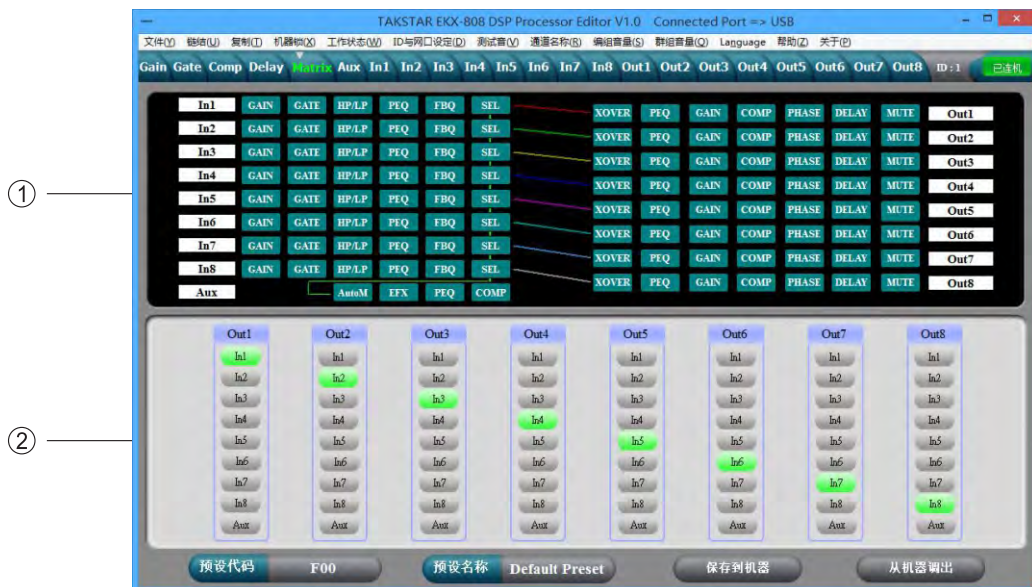 TAKSTAR EKX-808 DSP Processor Editor V1.0 Connected Port => USB
文件(Y) 链结(U) 复制(T) 机器锁(X) 工作状态(W) ID与网口设定(D) 测试音(V) 通道名称(R) 编组音量(S) 群组音量(Q) Language 帮助(Z) 关于(P)
Gain Gate Comp Delay Matrix Aux In1 In2 In3 In4 In5 In6 In7 In8 Out1 Out2 Out3 Out4 Out5 Out6 Out7 Out8 ID:1 已连机
In1 GAIN GATE HP/LP PEQ FBQ SEL XOVER PEQ GAIN COMP PHASE DELAY MUTE Out1
In2 GAIN GATE HP/LP PEQ FBQ SEL XOVER PEQ GAIN COMP PHASE DELAY MUTE Out2
In3 GAIN GATE HP/LP PEQ FBQ SEL XOVER PEQ GAIN COMP PHASE DELAY MUTE Out3
① In4 GAIN GATE HP/LP PEQ FBQ SEL XOVER PEQ GAIN COMP PHASE DELAY MUTE Out4
In5 GAIN GATE HP/LP PEQ FBQ SEL XOVER PEQ GAIN COMP PHASE DELAY MUTE Out5
In6 GAIN GATE HP/LP PEQ FBQ SEL XOVER PEQ GAIN COMP PHASE DELAY MUTE Out6
In7 GAIN GATE HP/LP PEQ FBQ SEL XOVER PEQ GAIN COMP PHASE DELAY MUTE Out7
In8 GAIN GATE HP/LP PEQ FBQ SEL XOVER PEQ GAIN COMP PHASE DELAY MUTE Out8
Aux AutoM EFX PEQ COMP
Out1 Out2 Out3 Out4 Out5 Out6 Out7 Out8
In1 In1 In1 In1 In1 In1 In1 In1
In2 In2 In2 In2 In2 In2 In2 In2
In3 In3 In3 In3 In3 In3 In3 In3
In4 In4 In4 In4 In4 In4 In4 In4
② In5 In5 In5 In5 In5 In5 In5 In5
In6 In6 In6 In6 In6 In6 In6 In6
In7 In7 In7 In7 In7 In7 In7 In7
In8 In8 In8 In8 In8 In8 In8 In8
Aux Aux Aux Aux Aux Aux Aux Aux
预设代码 F00 预设名称 Default Preset 保存到机器 从机器调出